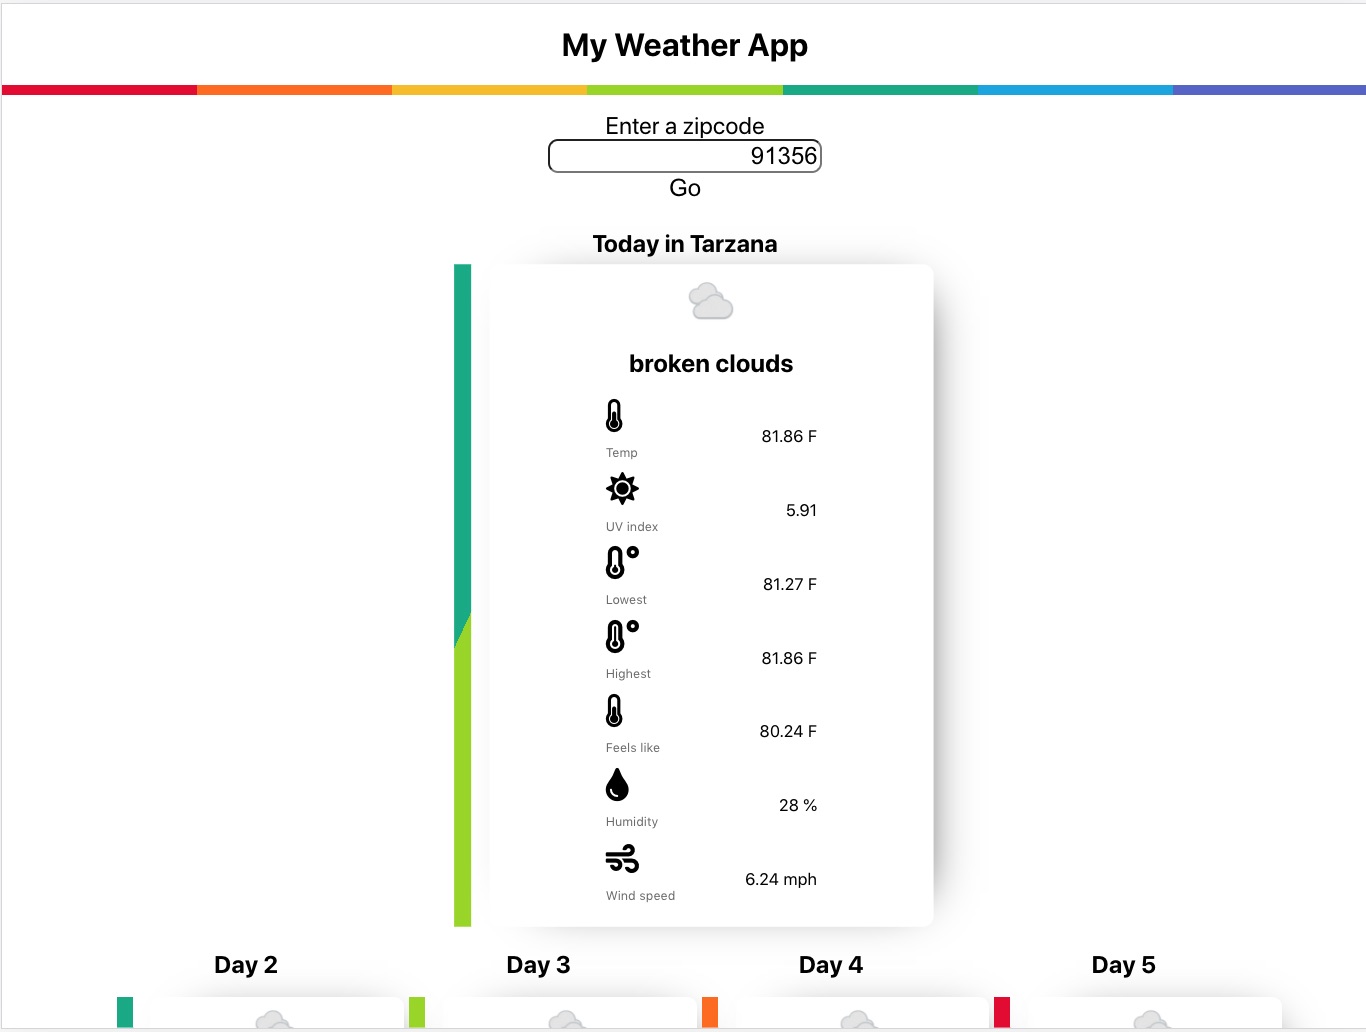 My Weather App
Enter a zipcode
91356
Go
Today in Tarzana
broken clouds
Temp 81.86 F
UV index 5.91
Lowest 81.27 F
Highest 81.86 F
Feels like 80.24 F
Humidity 28 %
Wind speed 6.24 mph
Day 2 Day 3 Day 4 Day 5